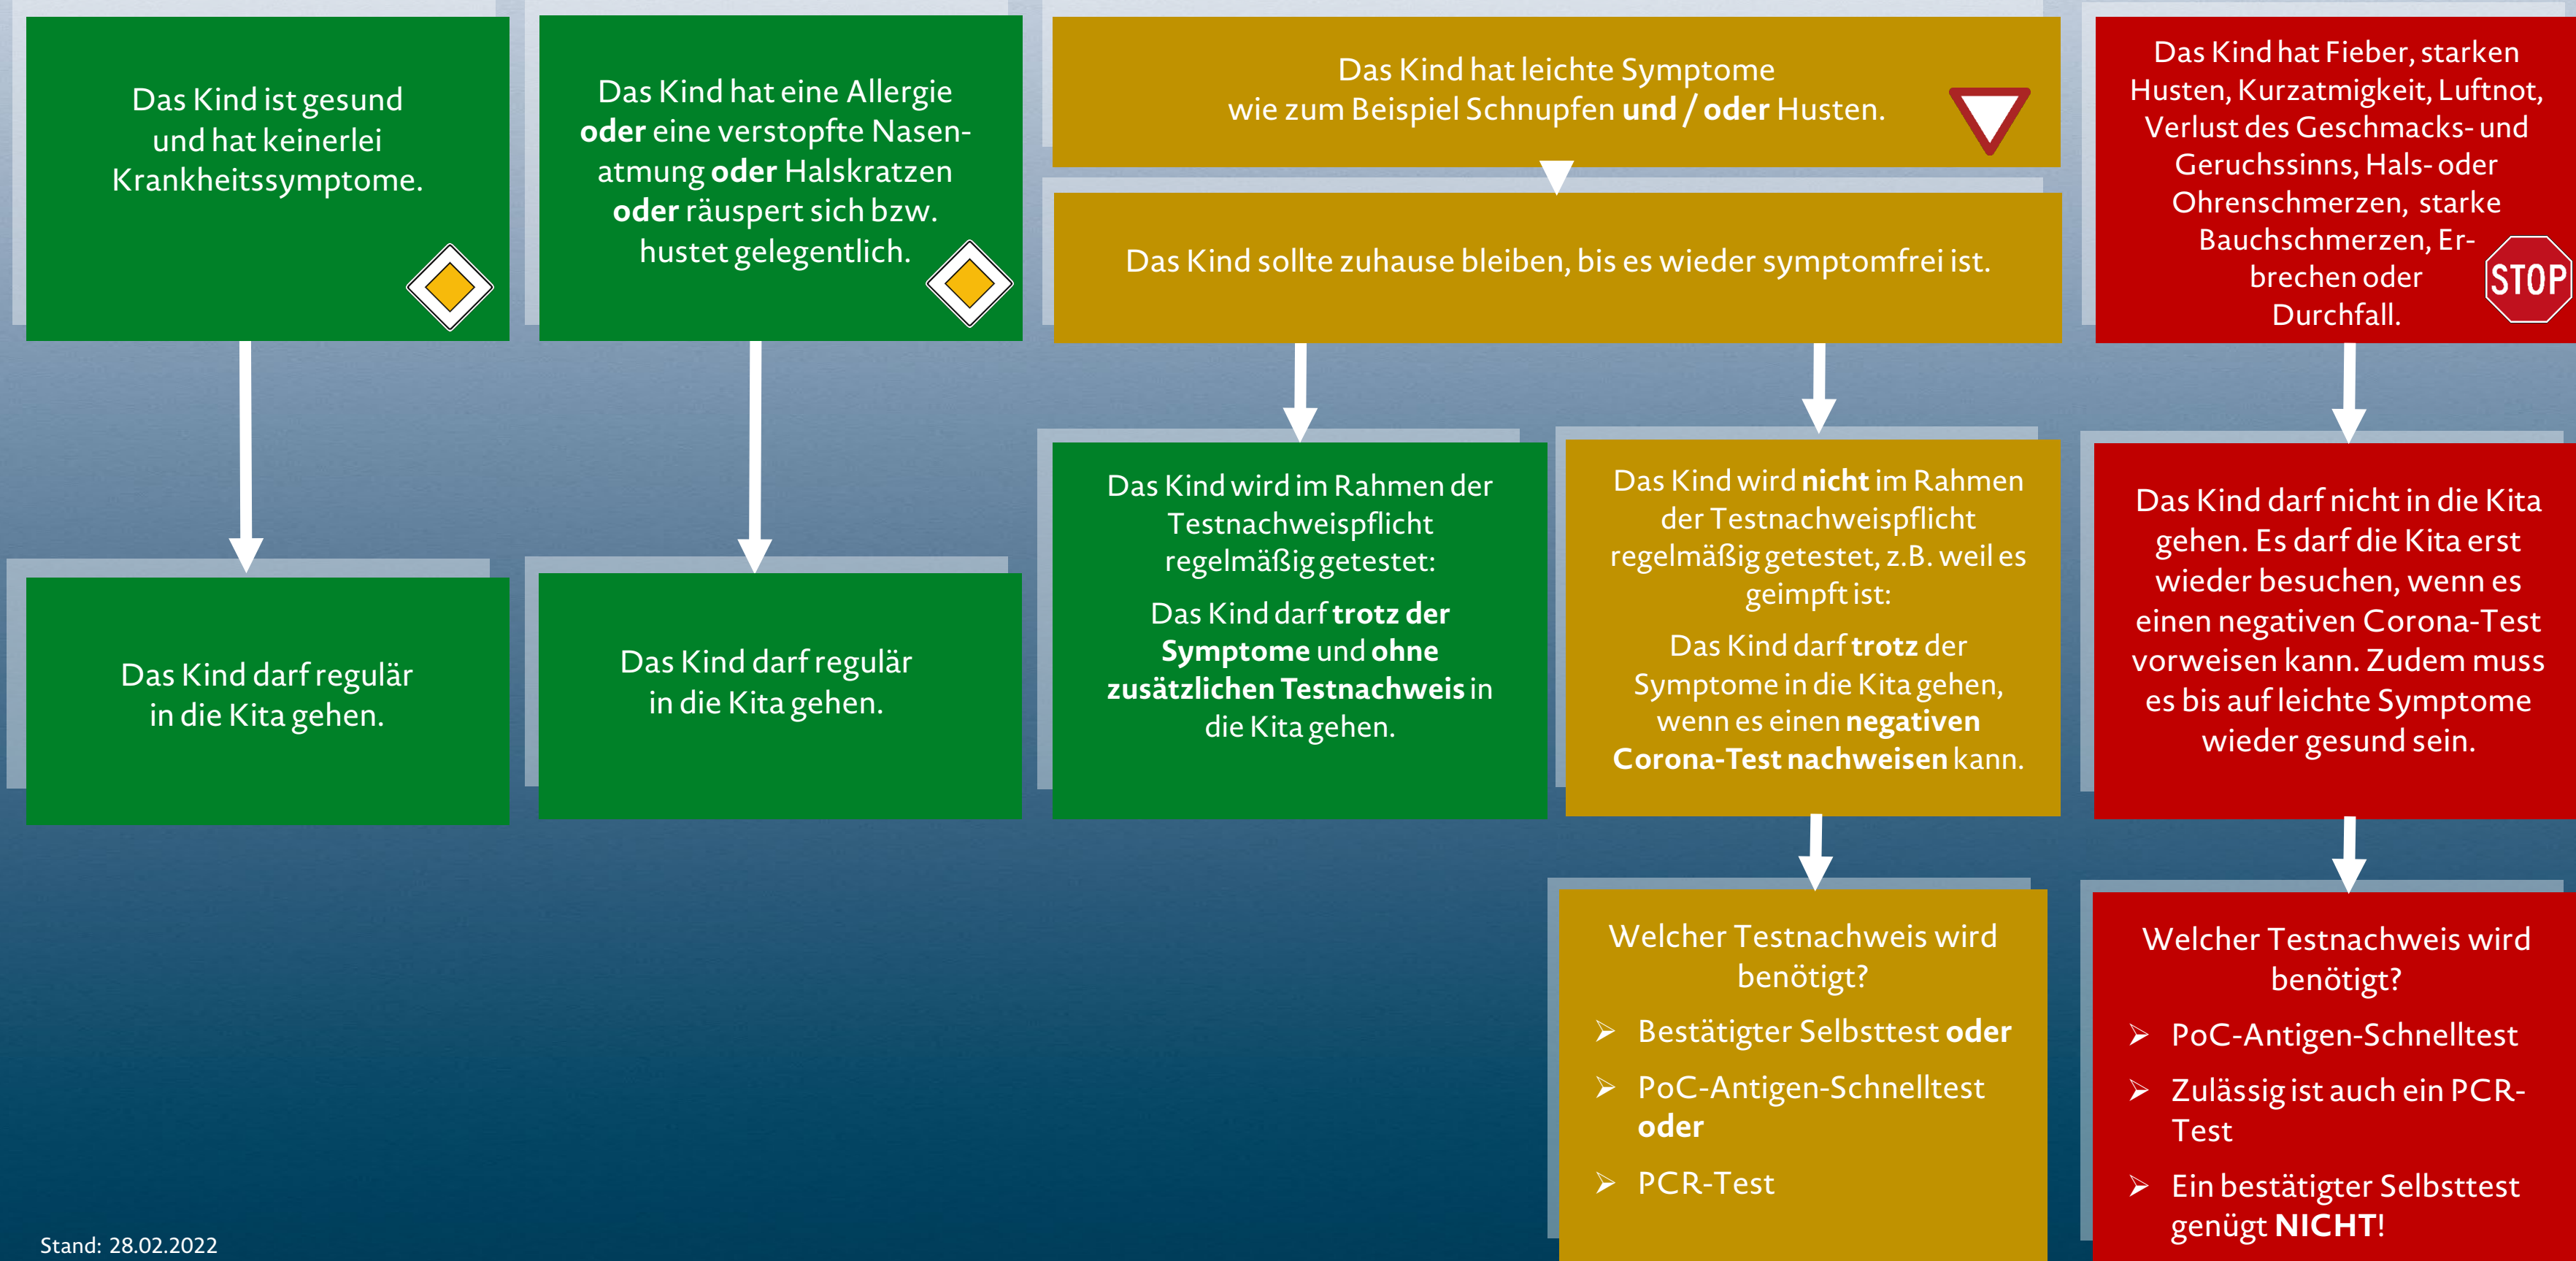 Das Kind ist gesund
und hat keinerlei
Krankheitssymptome.
Das Kind hat eine Allergie
oder eine verstopfte Nasen-
atmung oder Halskratzen
oder räuspert sich bzw.
hustet gelegentlich.
Das Kind hat leichte Symptome
wie zum Beispiel Schnupfen und / oder Husten.
Das Kind sollte zuhause bleiben, bis es wieder symptomfrei ist.
Das Kind hat Fieber, starken
Husten, Kurzatmigkeit, Luftnot,
Verlust des Geschmacks- und
Geruchssinns, Hals- oder
Ohrenschmerzen, starke
Bauchschmerzen, Er-
brechen oder
Durchfall.
STOP
Das Kind darf regulär
in die Kita gehen.
Das Kind darf regulär
in die Kita gehen.
Das Kind wird im Rahmen der
Testnachweispflicht
regelmäßig getestet:
Das Kind darf trotz der
Symptome und ohne
zusätzlichen Testnachweis in
die Kita gehen.
Das Kind wird nicht im Rahmen
der Testnachweispflicht
regelmäßig getestet, z.B. weil es
geimpft ist:
Das Kind darf trotz der
Symptome in die Kita gehen,
wenn es einen negativen
Corona-Test nachweisen kann.
Das Kind darf nicht in die Kita
gehen. Es darf die Kita erst
wieder besuchen, wenn es
einen negativen Corona-Test
vorweisen kann. Zudem muss
es bis auf leichte Symptome
wieder gesund sein.
Welcher Testnachweis wird
benötigt?
➢ Bestätigter Selbsttest oder
➢ PoC-Antigen-Schnelltest
oder
➢ PCR-Test
Welcher Testnachweis wird
benötigt?
➢ PoC-Antigen-Schnelltest
➢ Zulässig ist auch ein PCR-
Test
➢ Ein bestätigter Selbsttest
genügt NICHT!
Stand: 28.02.2022